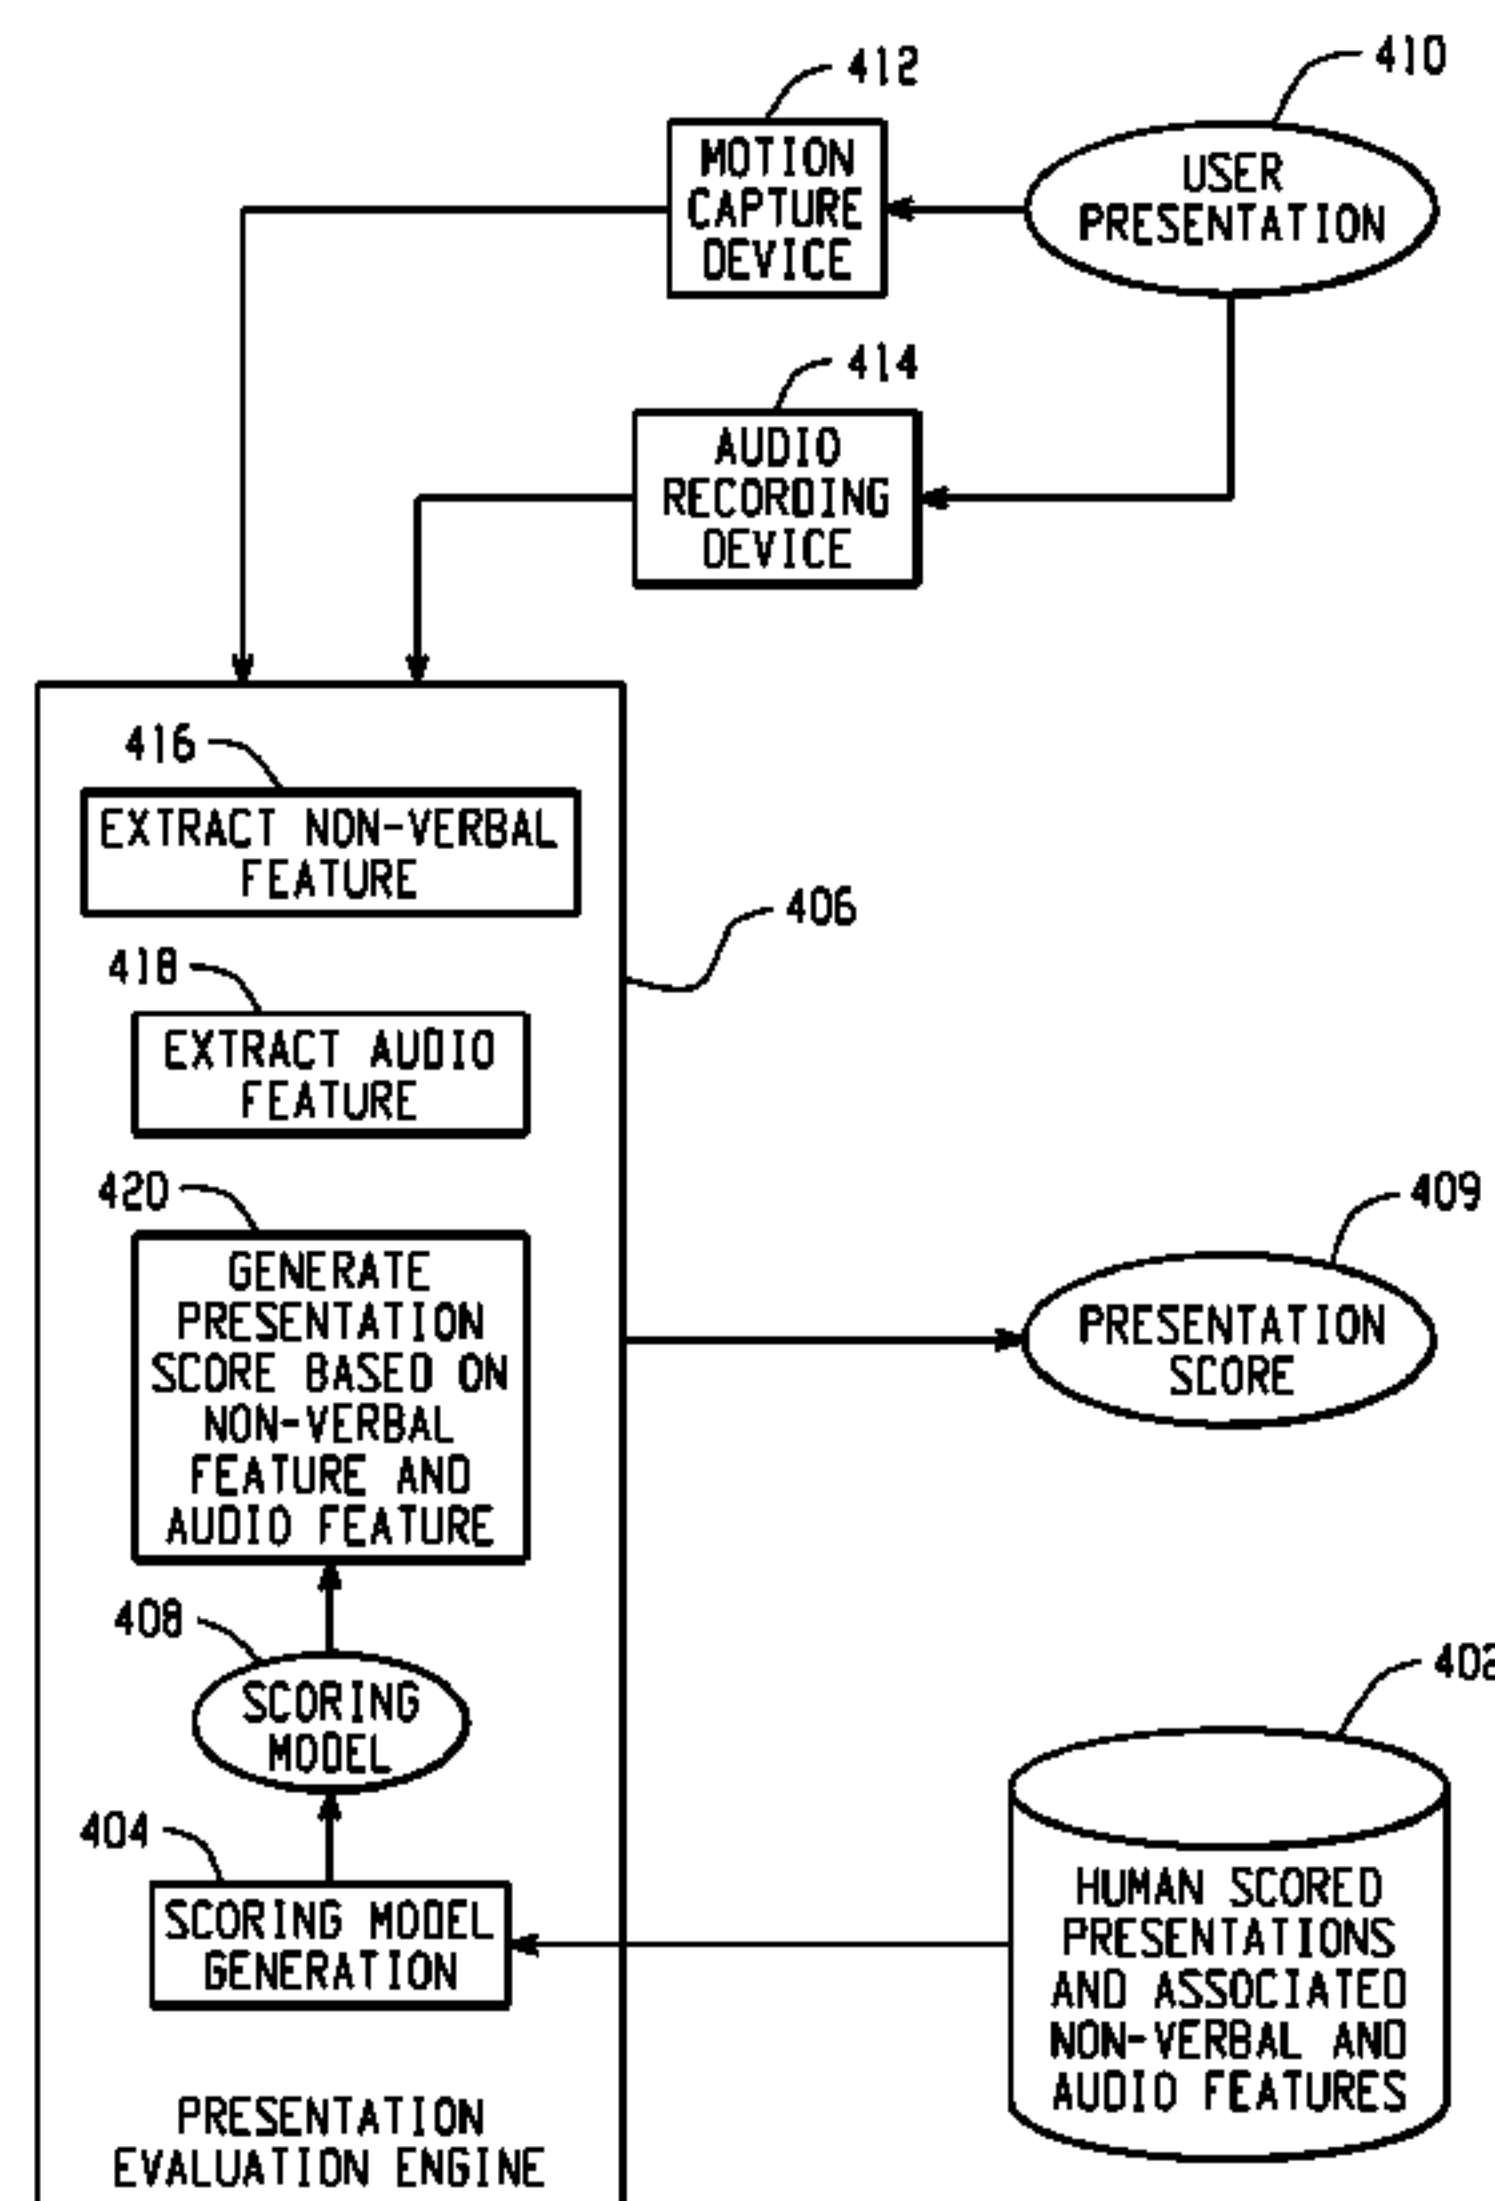 412
410
MOTION
CAPTURE
DEVICE
USER
PRESENTATION
414
AUDIO
RECORDING
DEVICE
416
EXTRACT NON-VERBAL
FEATURE
406
418
EXTRACT AUDIO
FEATURE
420
409
GENERATE
PRESENTATION
SCORE BASED ON
NON-VERBAL
FEATURE AND
AUDIO FEATURE
PRESENTATION
SCORE
408
SCORING
MODEL
402
404
SCORING MODEL
GENERATION
HUMAN SCORED
PRESENTATIONS
AND ASSOCIATED
NON-VERBAL AND
AUDIO FEATURES
PRESENTATION
EVALUATION ENGINE